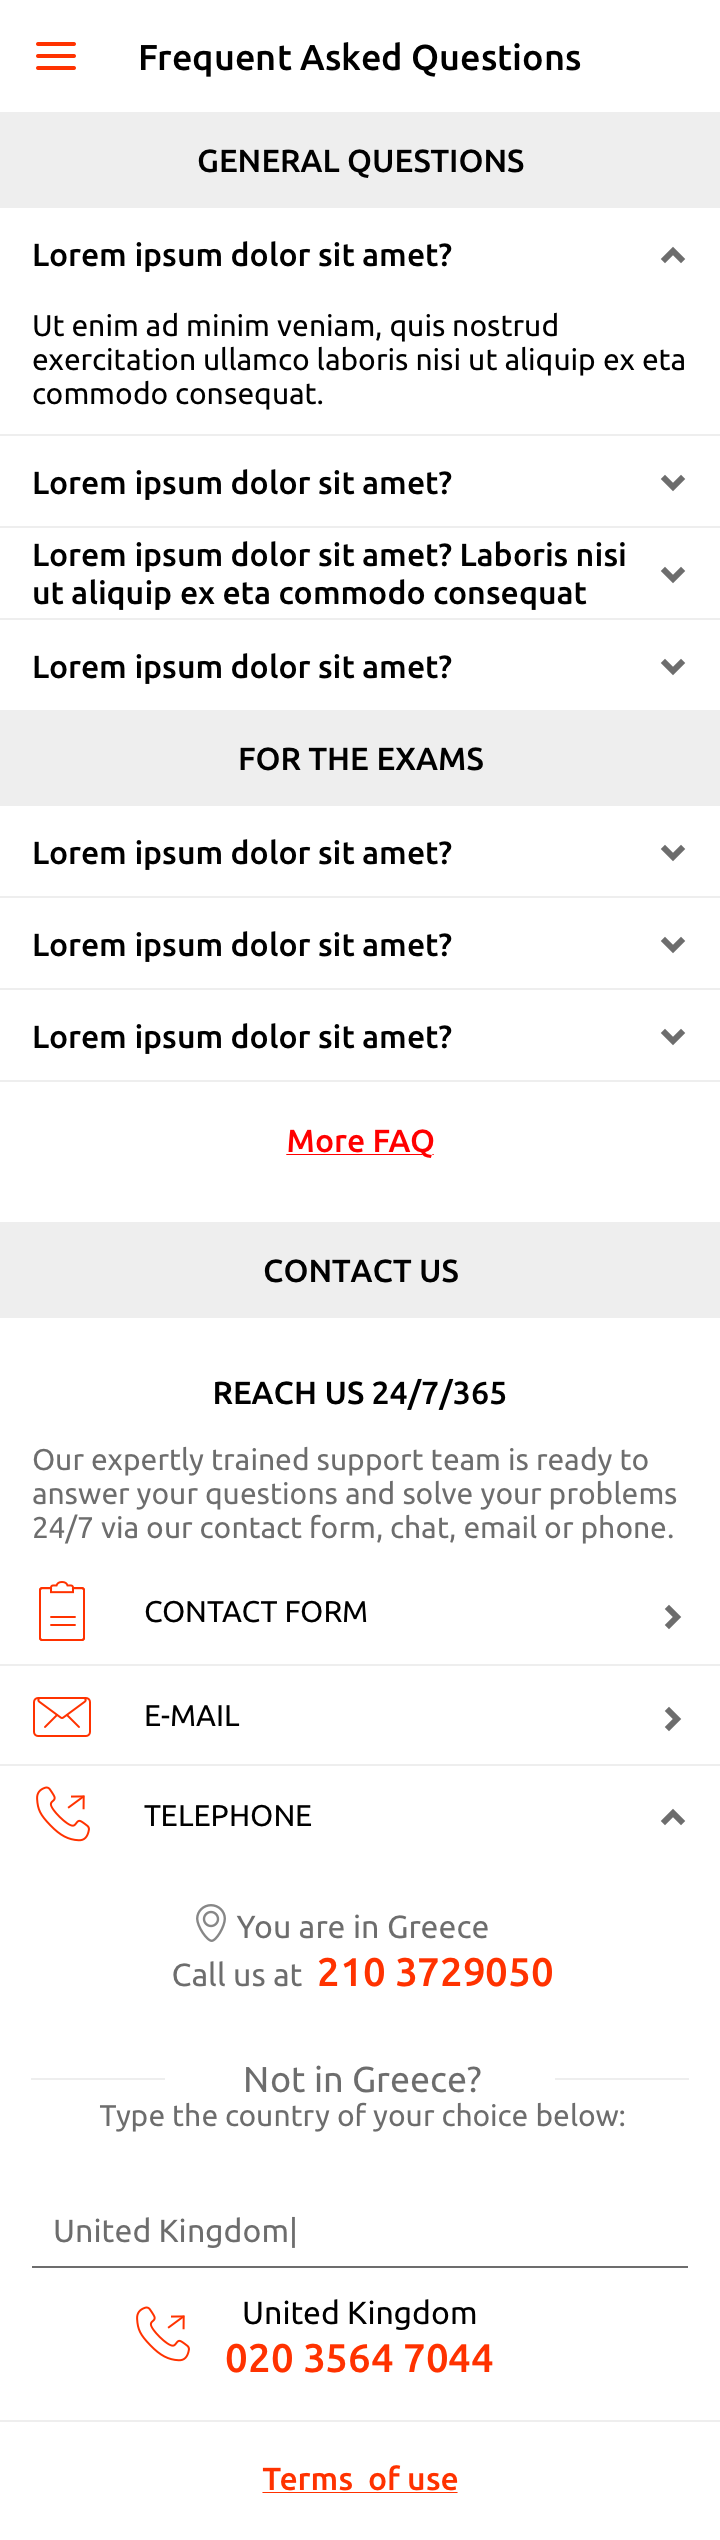 Frequent Asked Questions
GENERAL QUESTIONS
Lorem ipsum dolor sit amet?
Ut enim ad minim veniam, quis nostrud
exercitation ullamco laboris nisi ut aliquip ex eta
commodo consequat.
Lorem ipsum dolor sit amet?
Lorem ipsum dolor sit amet? Laboris nisi
ut aliquip ex eta commodo consequat
Lorem ipsum dolor sit amet?
FOR THE EXAMS
Lorem ipsum dolor sit amet?
Lorem ipsum dolor sit amet?
Lorem ipsum dolor sit amet?
More FAQ
CONTACT US
REACH US 24/7/365
Our expertly trained support team is ready to
answer your questions and solve your problems
24/7 via our contact form, chat, email or phone.
CONTACT FORM
E-MAIL
TELEPHONE
You are in Greece
Call us at 210 3729050
Not in Greece?
Type the country of your choice below:
United Kingdom
United Kingdom
020 3564 7044
Terms of use